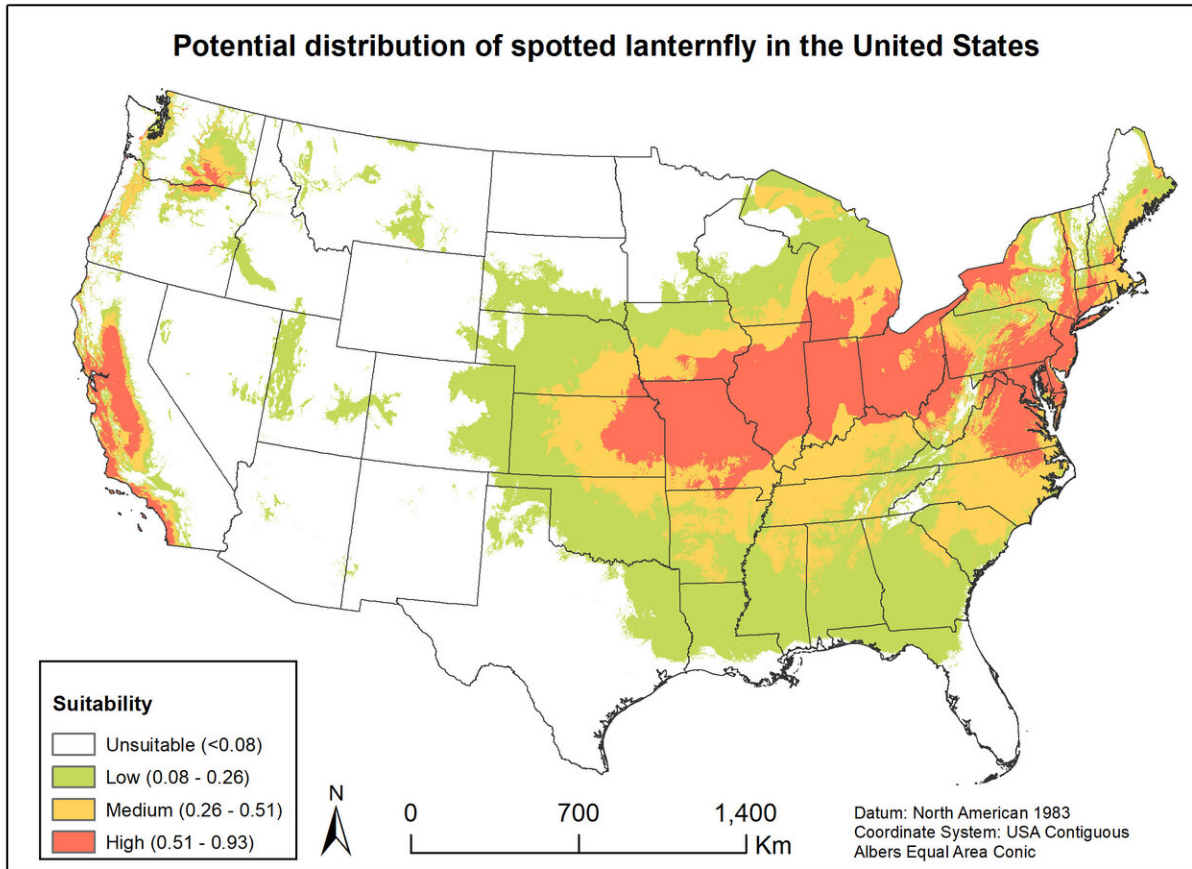 Potential distribution of spotted lanternfly in the United States
Suitability
Unsuitable (<0.08)
Low (0.08 - 0.26)
Medium (0.26 - 0.51)
High (0.51 - 0.93)
N
0 700 1,400
Km
Datum: North American 1983
Coordinate System: USA Contiguous
Albers Equal Area Conic